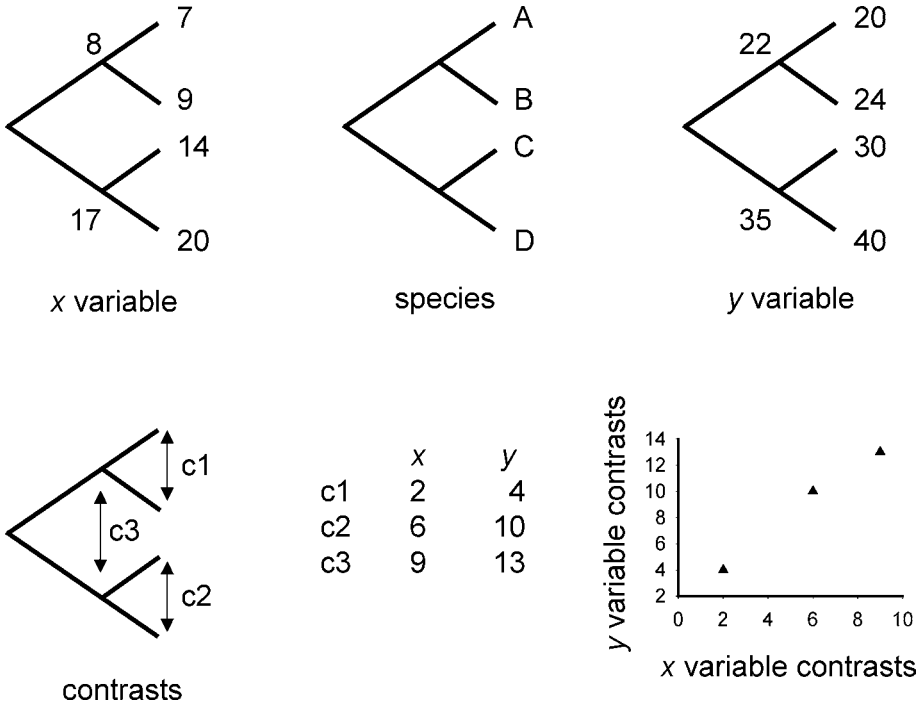 7
8
9
14
17
20
x variable
A
B
C
D
species
20
22
24
30
35
40
y variable
c1
c3
c2
contrasts
x y
c1 2 4
c2 6 10
c3 9 13
y variable contrasts
14
12
10
8
6
4
2
0 2 4 6 8 10
x variable contrasts